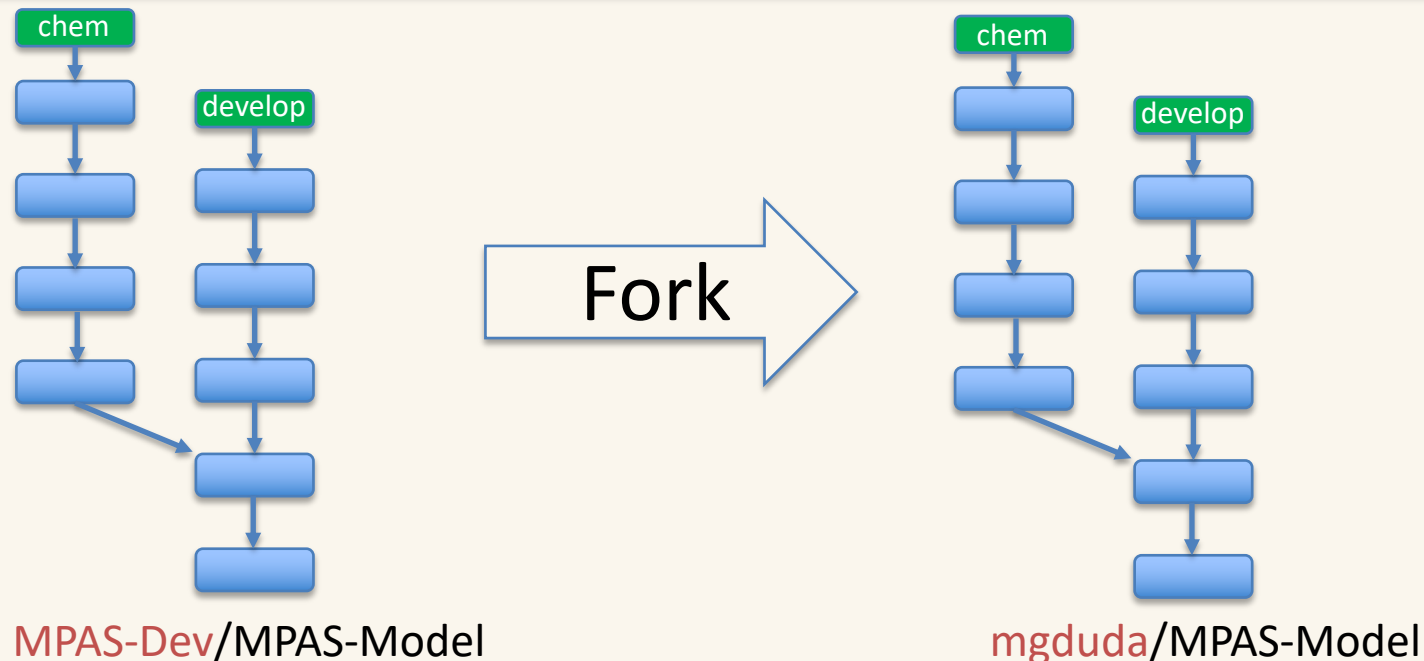 chem
develop
Fork
chem
develop
MPAS-Dev/MPAS-Model
mgduda/MPAS-Model